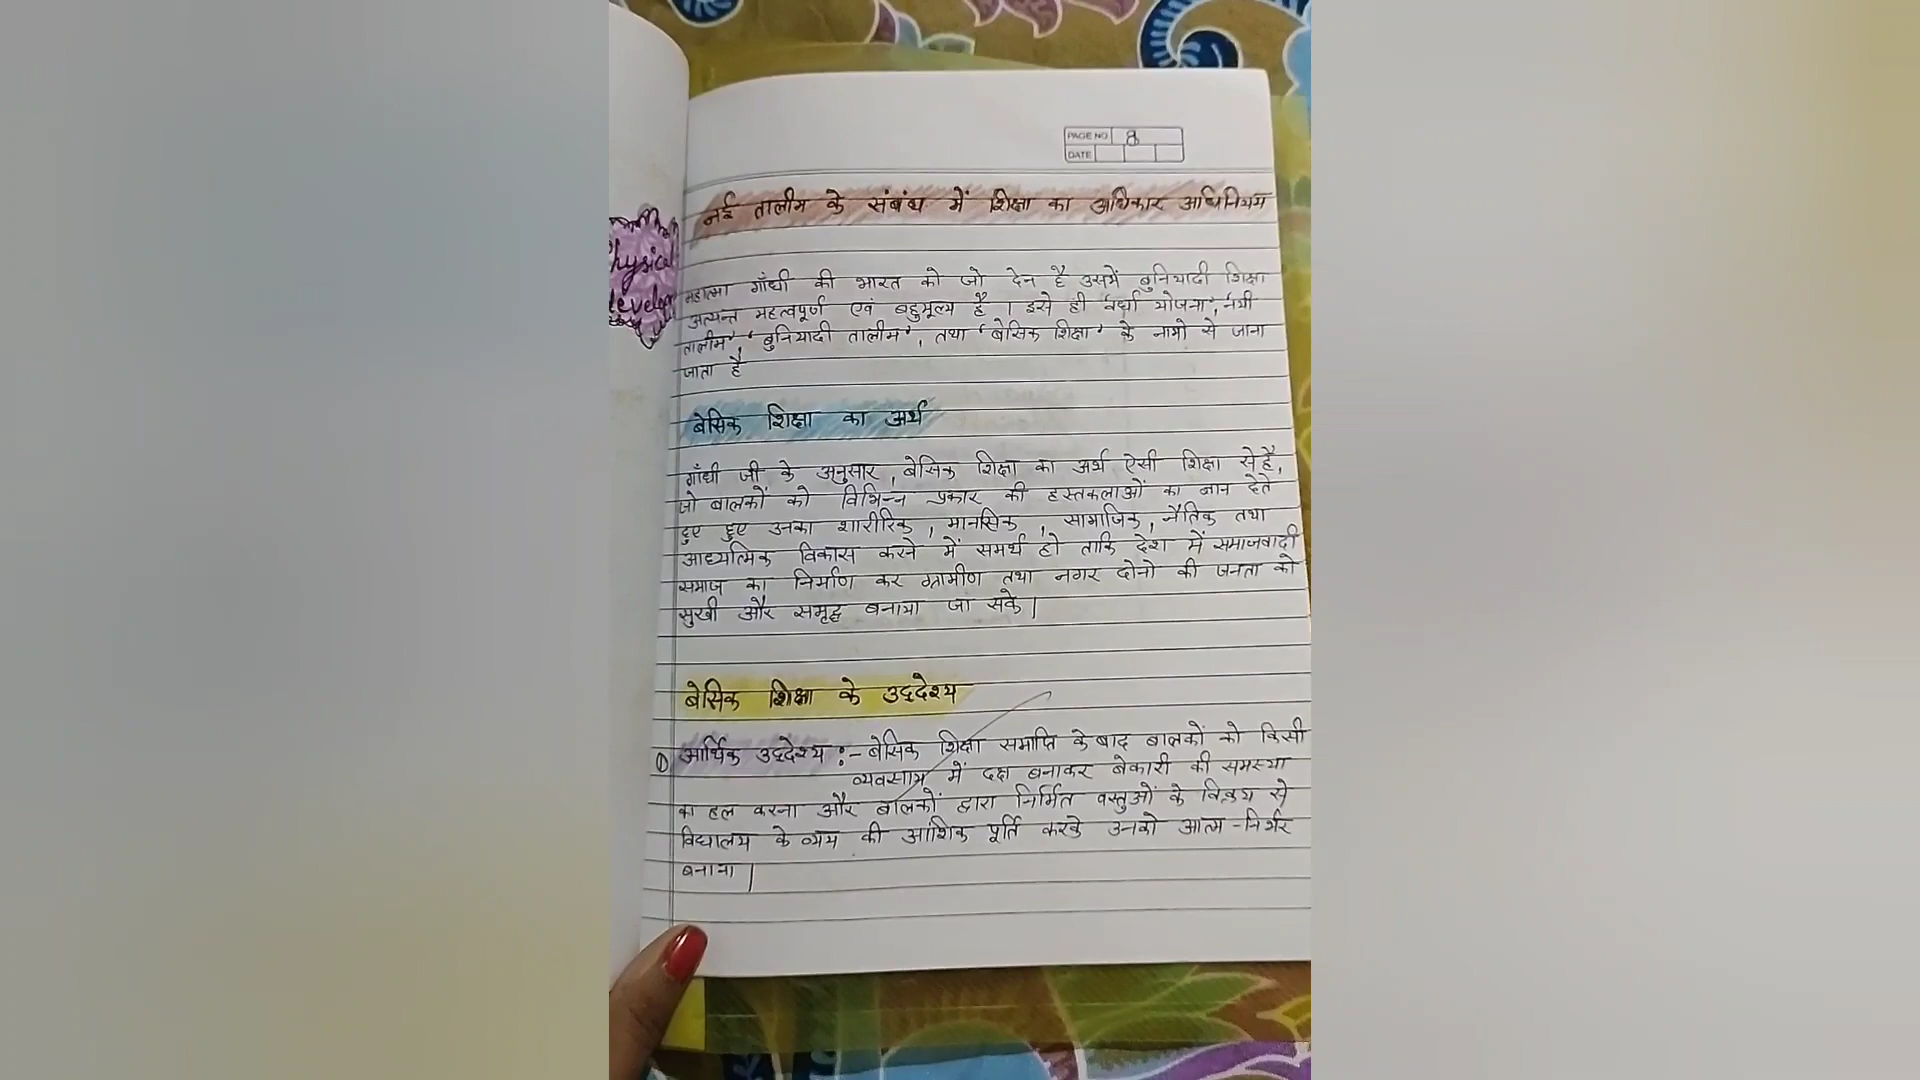 PAGE NO 8
DATE
नई तालीम के संबंध में शिक्षा का अधिकार अधिनियम
महात्मा गाँधी की भारत को जो देन है उसमें बुनियादी शिक्षा
अत्यन्त महत्वपूर्ण एवं बहुमूल्य है । इसे ही 'वर्धा योजना', 'नयी
तालीम', 'बुनियादी तालीम', तथा 'बेसिक शिक्षा' के नामो से जाना
जाता है
बेसिक शिक्षा का अर्थ
गाँधी जी के अनुसार, बेसिक शिक्षा का अर्थ ऐसी शिक्षा से है,
जो बालकों को विभिन्न प्रकार की हस्तकलाओं का ज्ञान देते
हुए हुए उनका शारीरिक, मानसिक, सामाजिक, नैतिक तथा
आध्यत्मिक विकास करने में समर्थ हो ताकि देश में समाजवादी
समाज का निर्माण कर ग्रामीण तथा नगर दोनो की जनता को
सुखी और समृद्ध बनाया जा सके |
बेसिक शिक्षा के उद्ददेश्य
① आर्थिक उद्ददेश्य :- बेसिक शिक्षा समाप्ति के बाद बालकों को किसी
व्यवसाय में दक्ष बनाकर बेकारी की समस्या
का हल करना और बालकों द्वारा निर्मित वस्तुओं के विक्रय से
विद्यालय के व्यय की आंशिक पूर्ति करके उनको आत्म-निर्भर
बनाना |